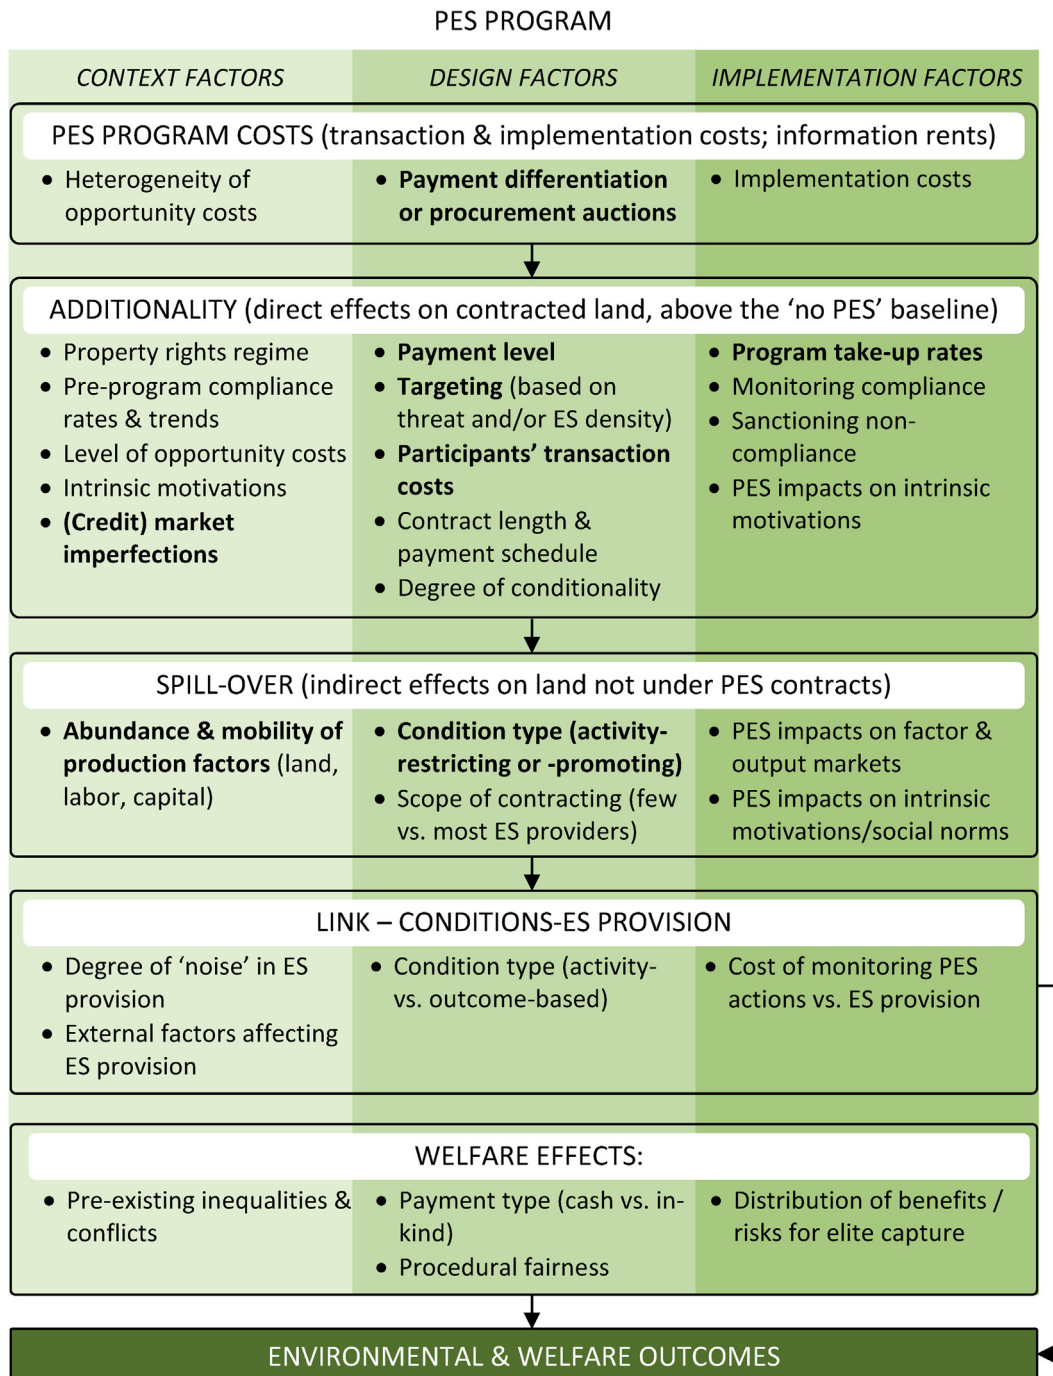 PES PROGRAM
CONTEXT FACTORS
DESIGN FACTORS
IMPLEMENTATION FACTORS
PES PROGRAM COSTS (transaction & implementation costs; information rents)
• Heterogeneity of
opportunity costs
• Payment differentiation
or procurement auctions
• Implementation costs
ADDITIONALITY (direct effects on contracted land, above the ‘no PES’ baseline)
• Property rights regime
• Pre-program compliance
rates & trends
• Level of opportunity costs
• Intrinsic motivations
• (Credit) market
imperfections
• Payment level
• Targeting (based on
threat and/or ES density)
• Participants’ transaction
costs
• Contract length &
payment schedule
• Degree of conditionality
• Program take-up rates
• Monitoring compliance
• Sanctioning non-
compliance
• PES impacts on intrinsic
motivations
SPILL-OVER (indirect effects on land not under PES contracts)
• Abundance & mobility of
production factors (land,
labor, capital)
• Condition type (activity-
restricting or -promoting)
• Scope of contracting (few
vs. most ES providers)
• PES impacts on factor &
output markets
• PES impacts on intrinsic
motivations/social norms
LINK – CONDITIONS-ES PROVISION
• Degree of ‘noise’ in ES
provision
• External factors affecting
ES provision
• Condition type (activity-
vs. outcome-based)
• Cost of monitoring PES
actions vs. ES provision
WELFARE EFFECTS:
• Pre-existing inequalities &
conflicts
• Payment type (cash vs. in-
kind)
• Procedural fairness
• Distribution of benefits /
risks for elite capture
ENVIRONMENTAL & WELFARE OUTCOMES